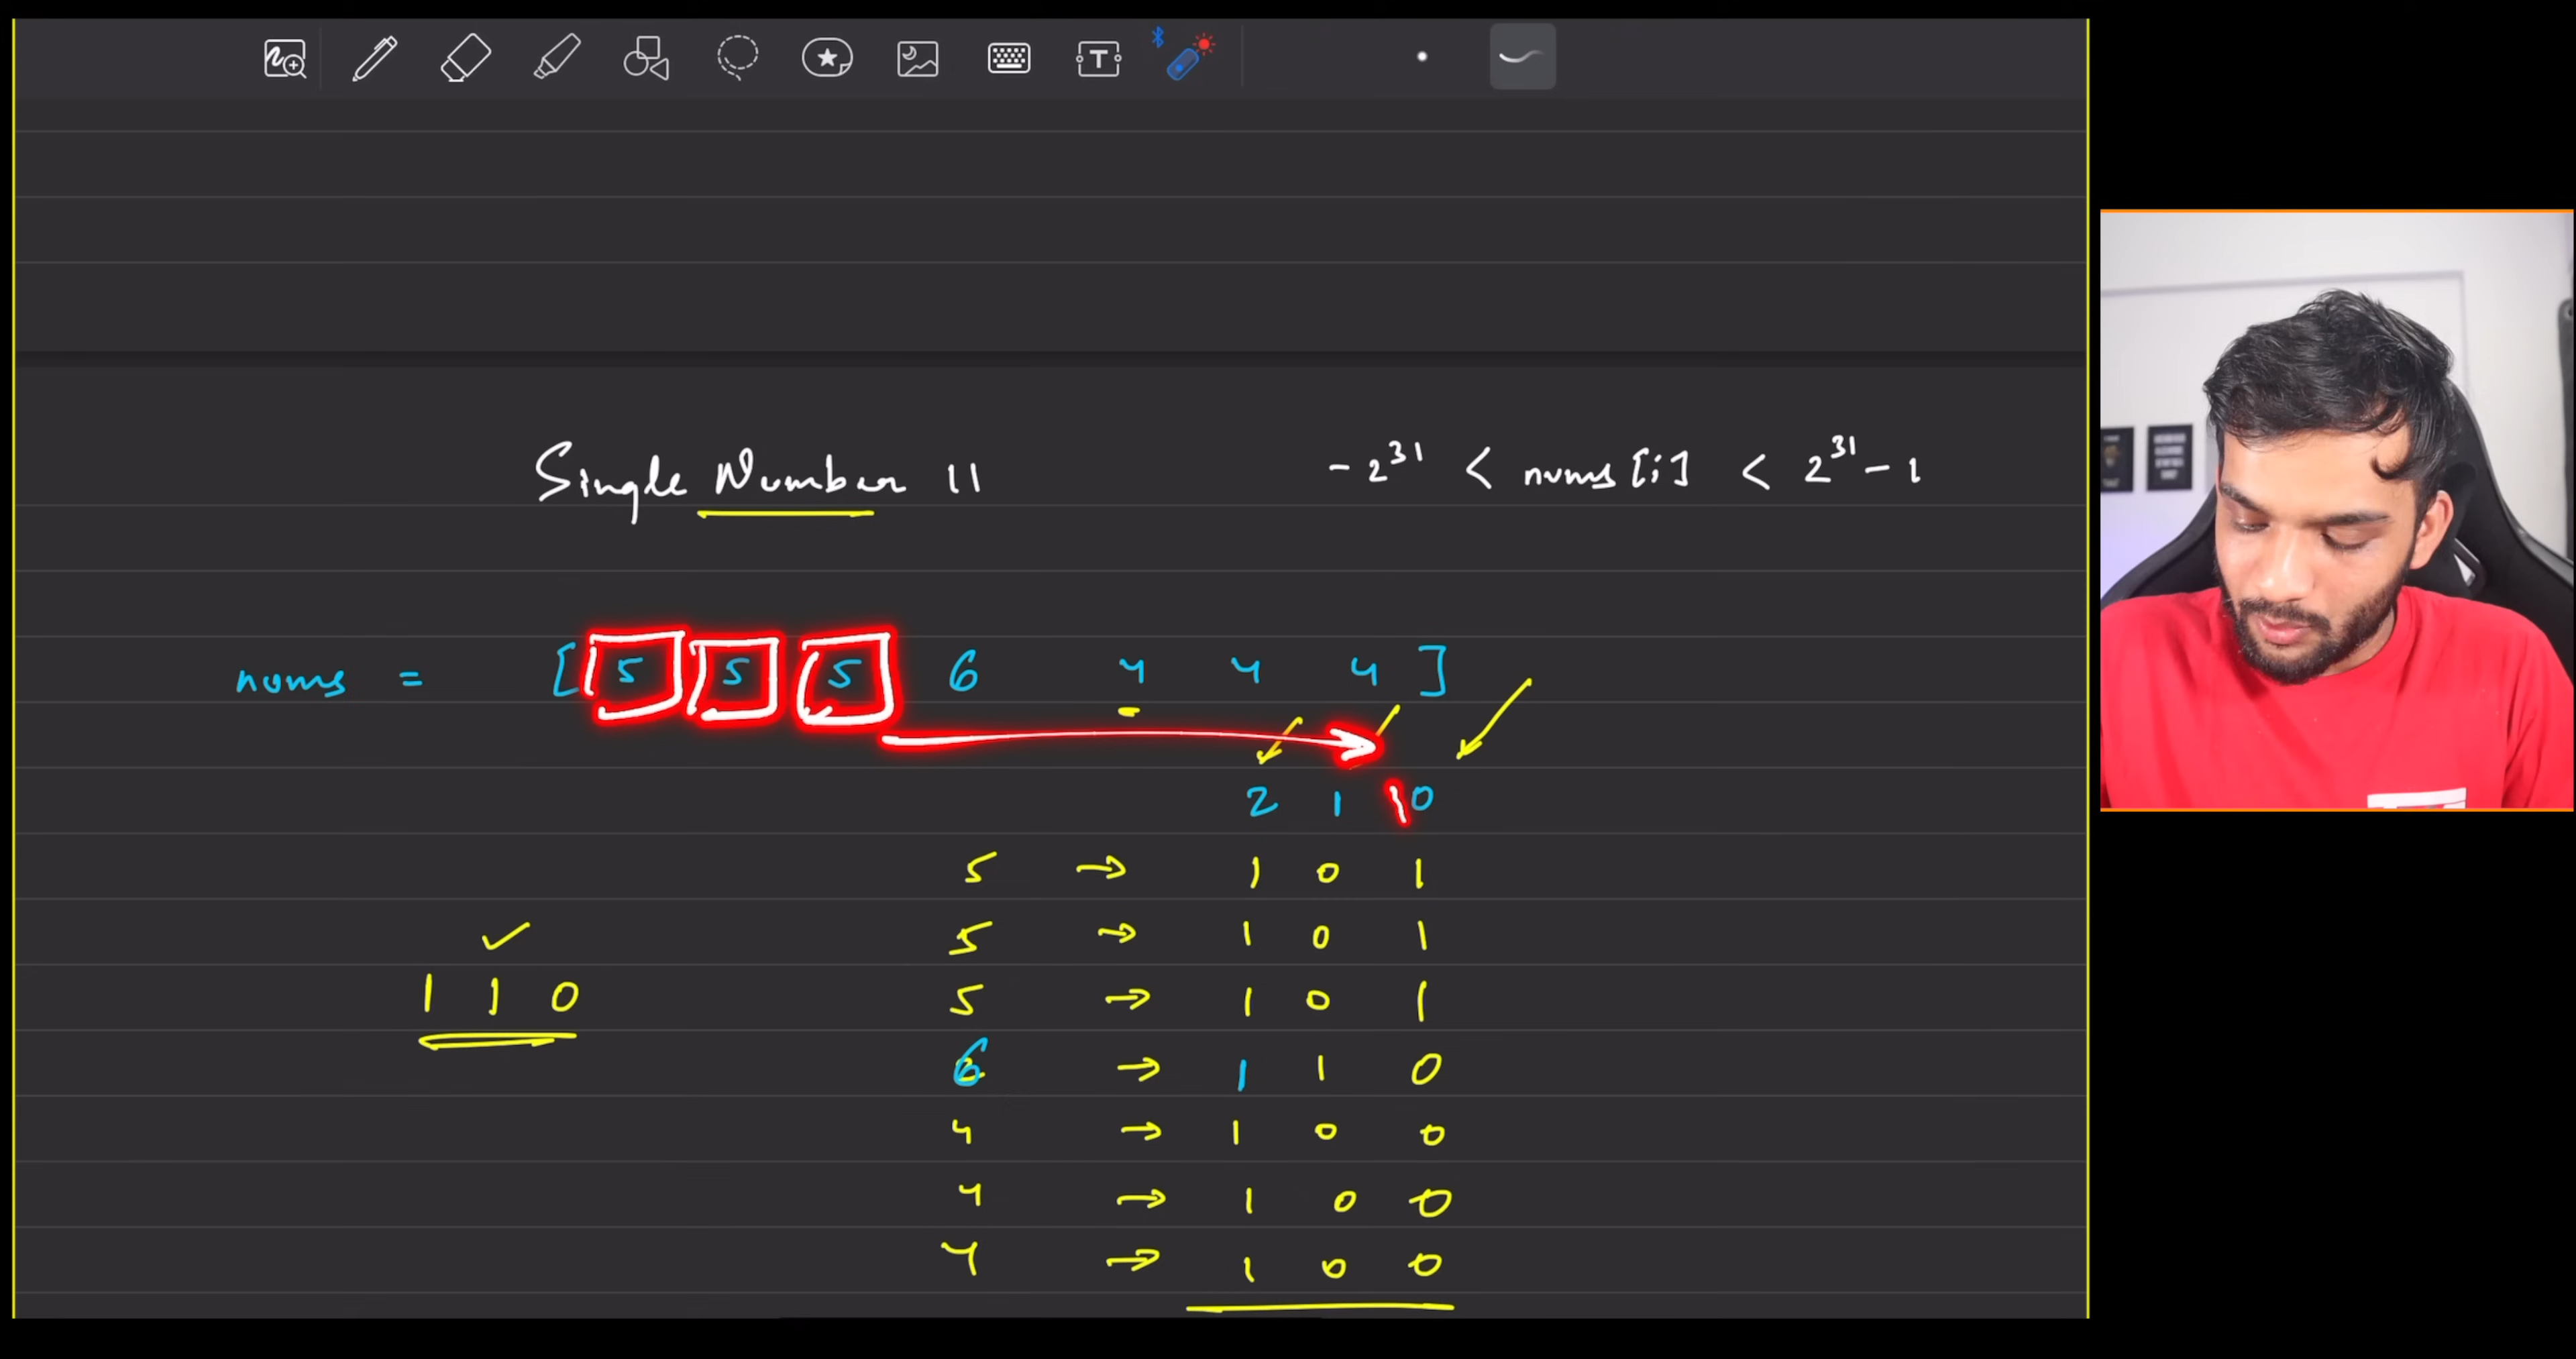 Single Number II
-2^31 < nums[i] < 2^31 - 1
nums = [ 5 5 5 6 4 4 4 ]
2 1 0
5 → 1 0 1
5 → 1 0 1
5 → 1 0 1
1 1 0
6 → 1 1 0
4 → 1 0 0
4 → 1 0 0
4 → 1 0 0